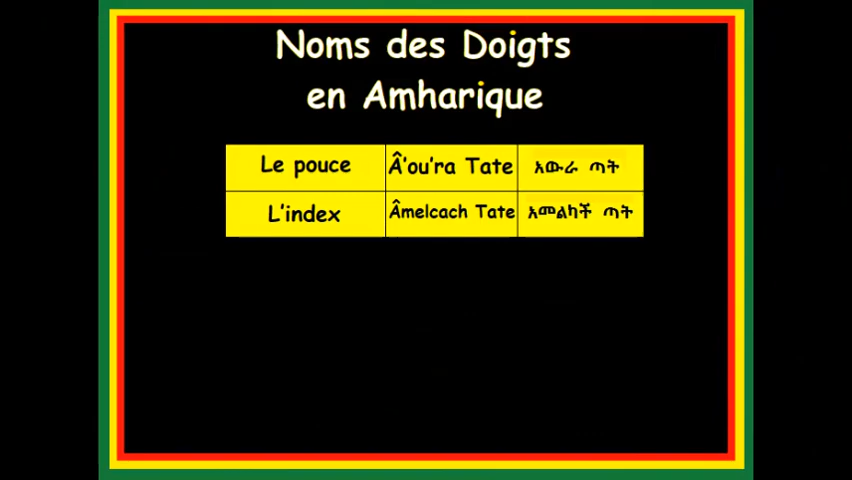 Noms des Doigts
en Amharique
Le pouce Â'ou'ra Tate አውራ ጣት
L'index Âmelcach Tate አመልካች ጣት